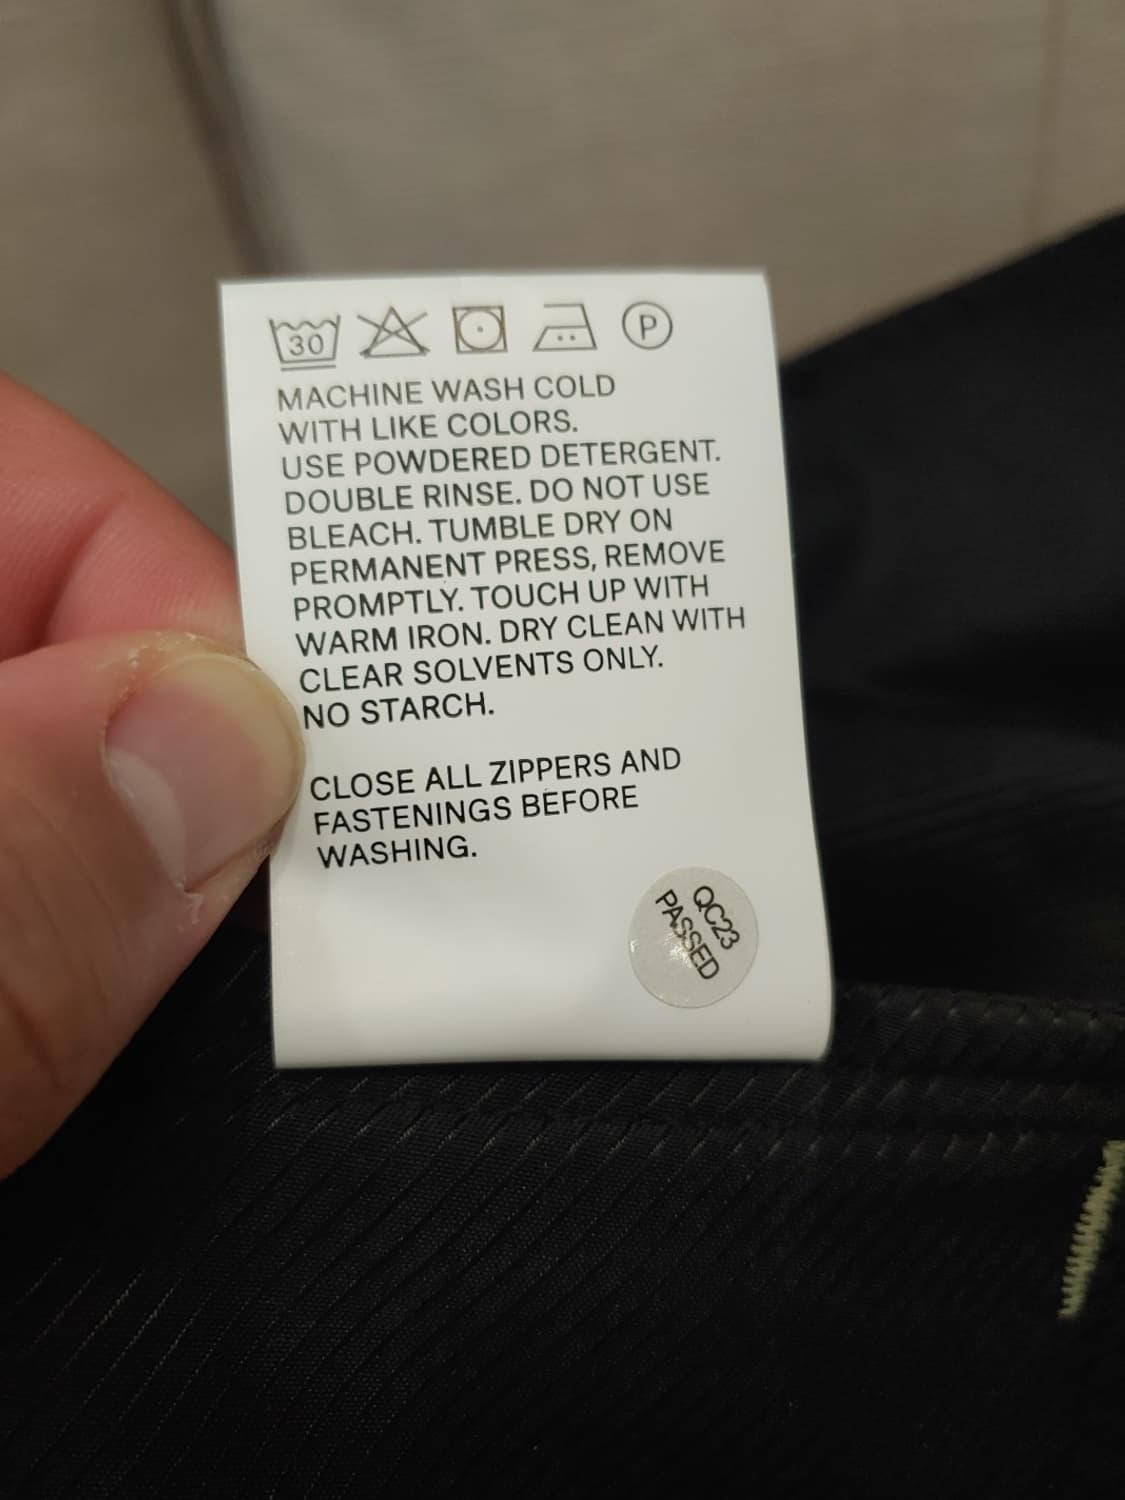 30
P
MACHINE WASH COLD
WITH LIKE COLORS.
USE POWDERED DETERGENT.
DOUBLE RINSE. DO NOT USE
BLEACH. TUMBLE DRY ON
PERMANENT PRESS, REMOVE
PROMPTLY. TOUCH UP WITH
WARM IRON. DRY CLEAN WITH
CLEAR SOLVENTS ONLY.
NO STARCH.
CLOSE ALL ZIPPERS AND
FASTENINGS BEFORE
WASHING.
QC23
PASSED